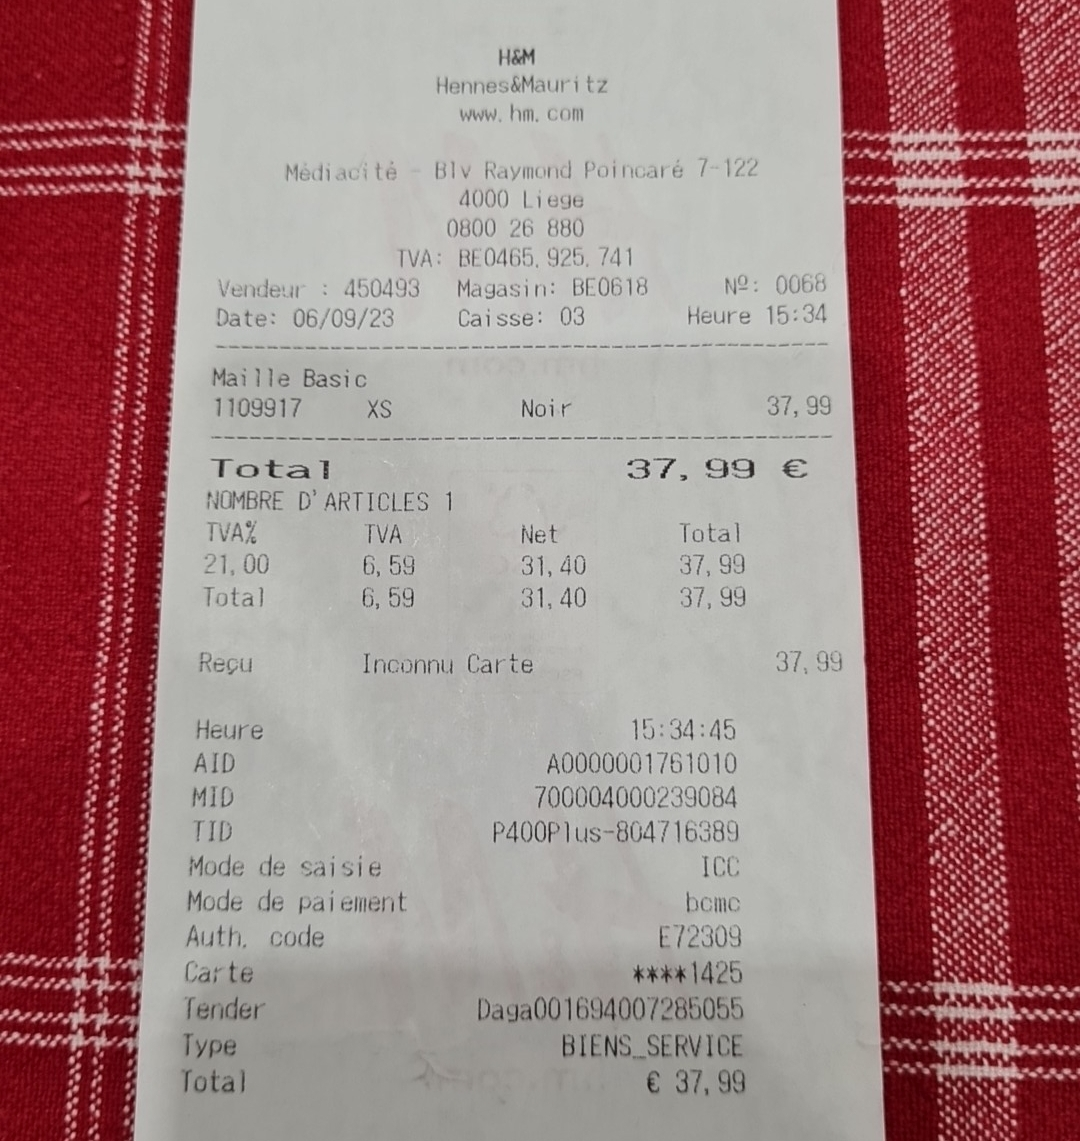 H&M
Hennes&Mauritz
www.hm.com
Médiacité - Blv Raymond Poincaré 7-122
4000 Liege
0800 26 880
TVA: BE0465.925.741
Vendeur : 450493 Magasin: BE0618 Nº: 0068
Date: 06/09/23 Caisse: 03 Heure 15:34
Maille Basic
1109917 XS Noir 37,99
Total 37,99 €
NOMBRE D'ARTICLES 1
TVA% TVA Net Total
21,00 6,59 31,40 37,99
Total 6,59 31,40 37,99
Reçu Inconnu Carte 37,99
Heure 15:34:45
AID A0000001761010
MID 700004000239084
TID P400Plus-804716389
Mode de saisie ICC
Mode de paiement bcmc
Auth. code E72309
Carte ****1425
Tender Daga001694007285055
Type BIENS_SERVICE
Total € 37,99